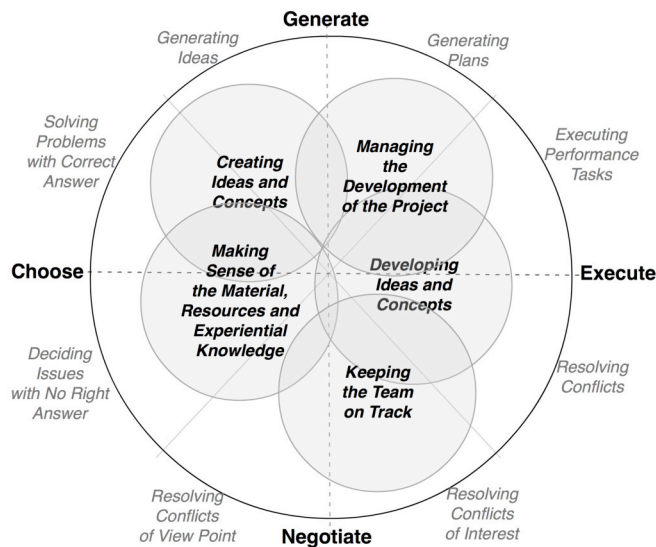 Generate
Generating
Ideas
Generating
Plans
Solving
Problems
with Correct
Answer
Executing
Performance
Tasks
Creating
Ideas and
Concepts
Managing
the
Development
of the Project
Choose
Making
Sense of
the Material,
Resources and
Experiential
Knowledge
Developing
Ideas and
Concepts
Execute
Deciding
Issues
with No Right
Answer
Keeping
the Team
on Track
Resolving
Conflicts
Resolving
Conflicts
of View Point
Negotiate
Resolving
Conflicts
of Interest